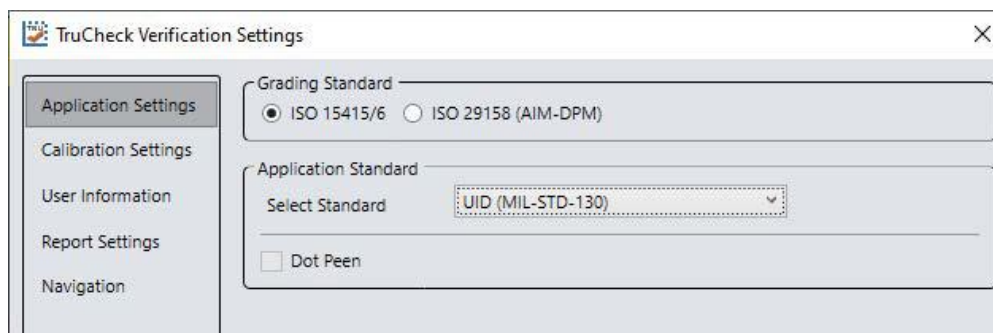 TruCheck Verification Settings
Application Settings
Calibration Settings
User Information
Report Settings
Navigation
Grading Standard
ISO 15415/6 ISO 29158 (AIM-DPM)
Application Standard
Select Standard UID (MIL-STD-130)
Dot Peen